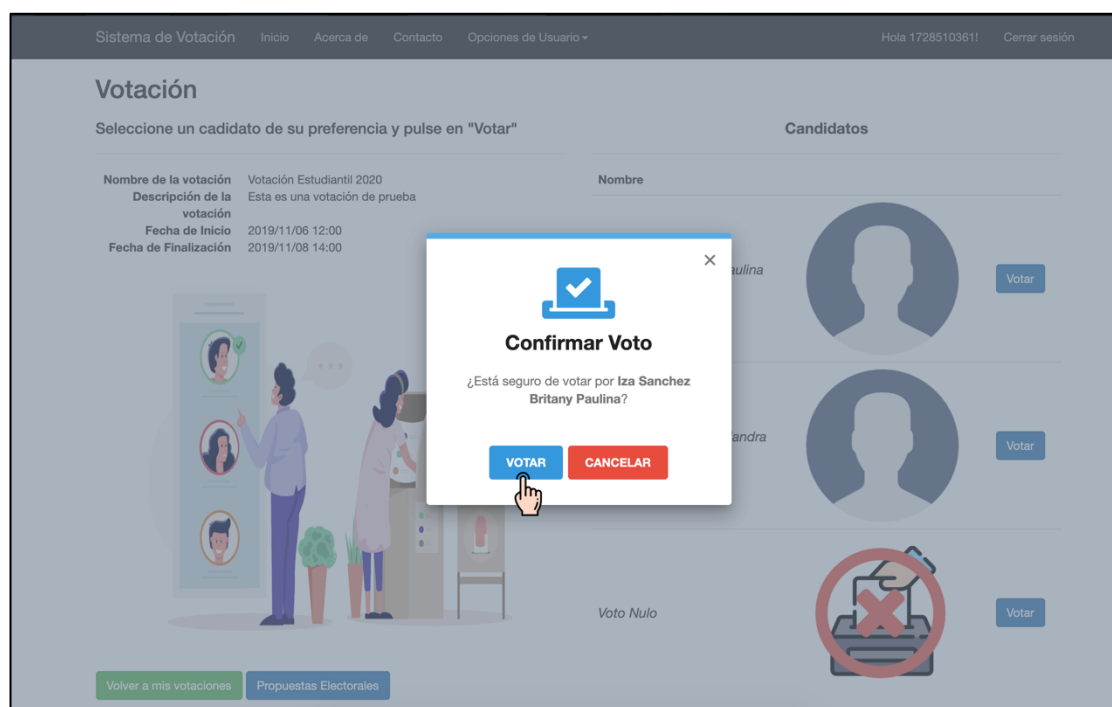 Sistema de Votación Inicio Acerca de Contacto Opciones de Usuario Hola 1728510361! Cerrar sesión
Votación
Seleccione un cadidato de su preferencia y pulse en "Votar"
Nombre de la votación Votación Estudiantil 2020
Descripción de la votación Esta es una votación de prueba
Fecha de Inicio 2019/11/06 12:00
Fecha de Finalización 2019/11/08 14:00
Candidatos
Nombre
aulina Votar
andra Votar
Voto Nulo Votar
×
Confirmar Voto
¿Está seguro de votar por Iza Sanchez
Britany Paulina?
VOTAR CANCELAR
Volver a mis votaciones Propuestas Electorales